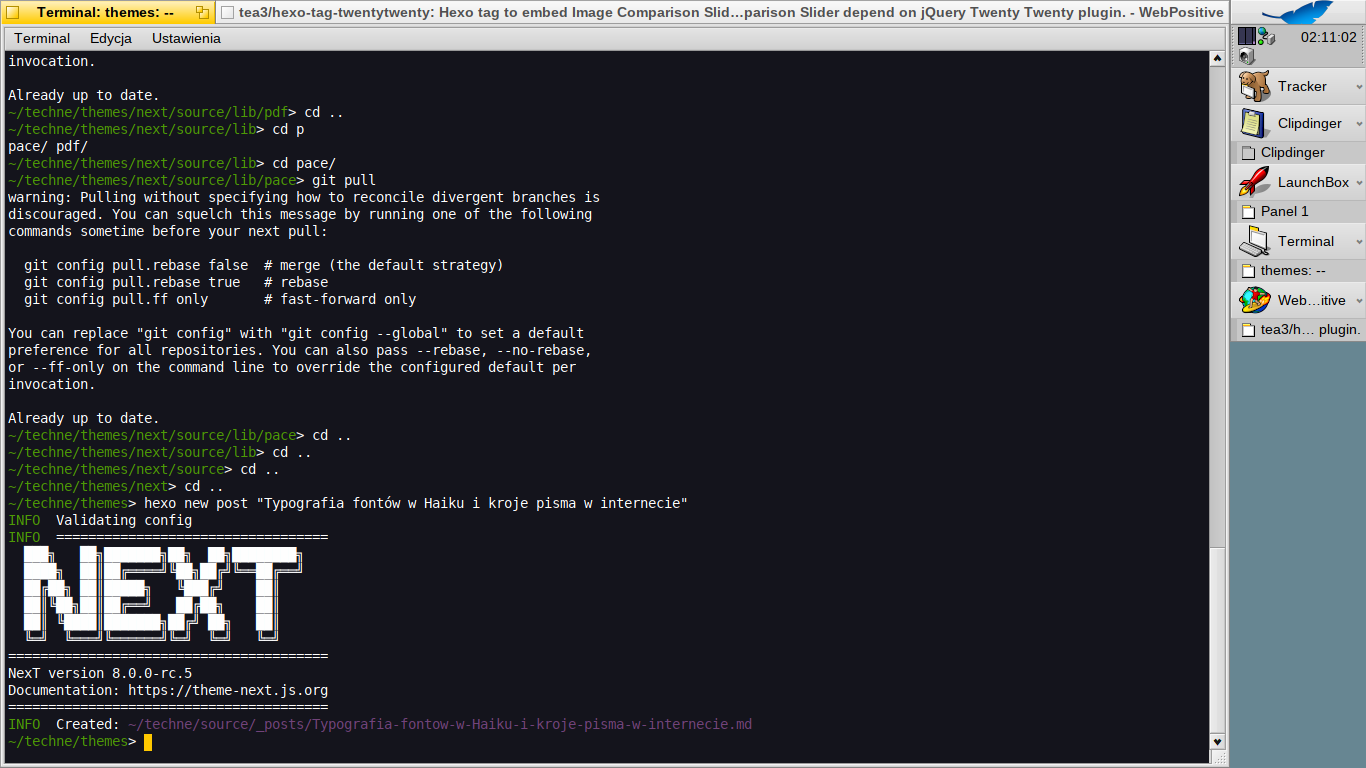 Terminal: themes: --
tea3/hexo-tag-twentytwenty: Hexo tag to embed Image Comparison Slid…parison Slider depend on jQuery Twenty Twenty plugin. - WebPositive
Terminal Edycja Ustawienia
invocation.
Already up to date.
~/techne/themes/next/source/lib/pdf> cd ..
~/techne/themes/next/source/lib> cd p
pace/ pdf/
~/techne/themes/next/source/lib> cd pace/
~/techne/themes/next/source/lib/pace> git pull
warning: Pulling without specifying how to reconcile divergent branches is
discouraged. You can squelch this message by running one of the following
commands sometime before your next pull:
git config pull.rebase false  # merge (the default strategy)
git config pull.rebase true   # rebase
git config pull.ff only       # fast-forward only
You can replace "git config" with "git config --global" to set a default
preference for all repositories. You can also pass --rebase, --no-rebase,
or --ff-only on the command line to override the configured default per
invocation.
Already up to date.
~/techne/themes/next/source/lib/pace> cd ..
~/techne/themes/next/source/lib> cd ..
~/techne/themes/next/source> cd ..
~/techne/themes/next> cd ..
~/techne/themes> hexo new post "Typografia fontów w Haiku i kroje pisma w internecie"
INFO  Validating config
INFO  ==================================
NEXT
========================================
NexT version 8.0.0-rc.5
Documentation: https://theme-next.js.org
========================================
INFO  Created: ~/techne/source/_posts/Typografia-fontow-w-Haiku-i-kroje-pisma-w-internecie.md
~/techne/themes>
02:11:02
Tracker
Clipdinger
Clipdinger
LaunchBox
Panel 1
Terminal
themes: --
Web…itive
tea3/h… plugin.